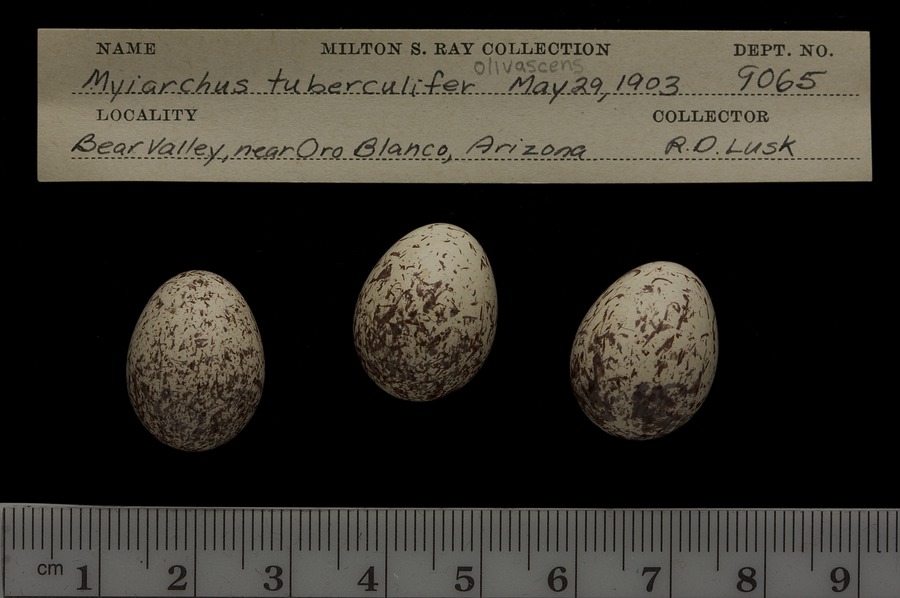 NAME MILTON S. RAY COLLECTION DEPT. NO.
olivascens
Myiarchus tuberculifer May 29, 1903 9065
LOCALITY COLLECTOR
Bear Valley, near Oro Blanco, Arizona R.D. Lusk
cm 1 2 3 4 5 6 7 8 9